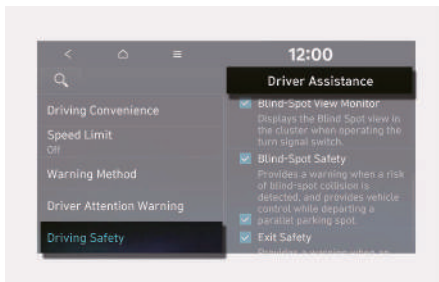 12:00
Driver Assistance
Driving Convenience
Speed Limit
Off
Warning Method
Driver Attention Warning
Driving Safety
Blind-Spot View Monitor
Displays the Blind Spot view in
the cluster when operating the
turn signal switch.
Blind-Spot Safety
Provides a warning when a risk
of blind-spot collision is
detected, and provides vehicle
control while departing a
parallel parking spot.
Exit Safety